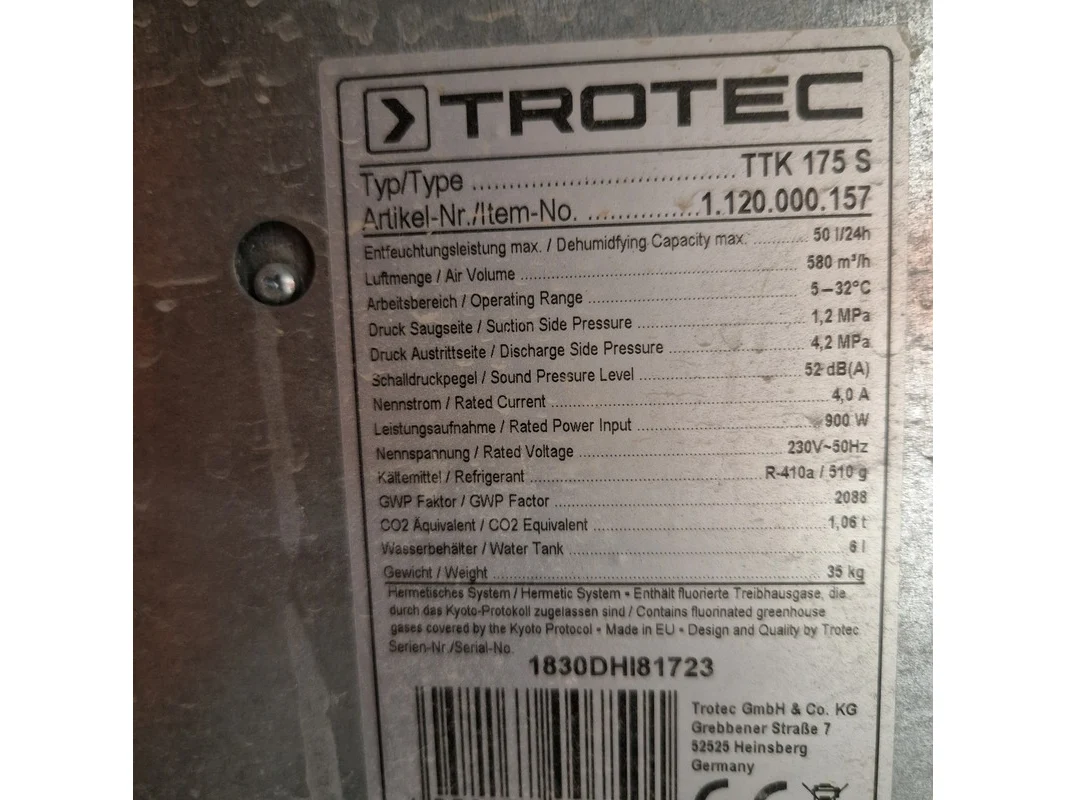 TROTEC
Typ/Type ........ TTK 175 S
Artikel-Nr./Item-No. ........ 1.120.000.157
Entfeuchtungsleistung max. / Dehumidfying Capacity max. ........ 50 l/24h
Luftmenge / Air Volume ........ 580 m³/h
Arbeitsbereich / Operating Range ........ 5–32°C
Druck Saugseite / Suction Side Pressure ........ 1,2 MPa
Druck Austrittseite / Discharge Side Pressure ........ 4,2 MPa
Schalldruckpegel / Sound Pressure Level ........ 52 dB(A)
Nennstrom / Rated Current ........ 4,0 A
Leistungsaufnahme / Rated Power Input ........ 900 W
Nennspannung / Rated Voltage ........ 230V~50Hz
Kältemittel / Refrigerant ........ R-410a / 510 g
GWP Faktor / GWP Factor ........ 2088
CO2 Äquivalent / CO2 Equivalent ........ 1,06 t
Wasserbehälter / Water Tank ........ 6 l
Gewicht / Weight ........ 35 kg
Hermetisches System / Hermetic System • Enthält fluorierte Treibhausgase, die
durch das Kyoto-Protokoll zugelassen sind / Contains fluorinated greenhouse
gases covered by the Kyoto Protocol • Made in EU • Design and Quality by Trotec
Serien-Nr./Serial-No.
1830DHI81723
Trotec GmbH & Co. KG
Grebbener Straße 7
52525 Heinsberg
Germany
CE